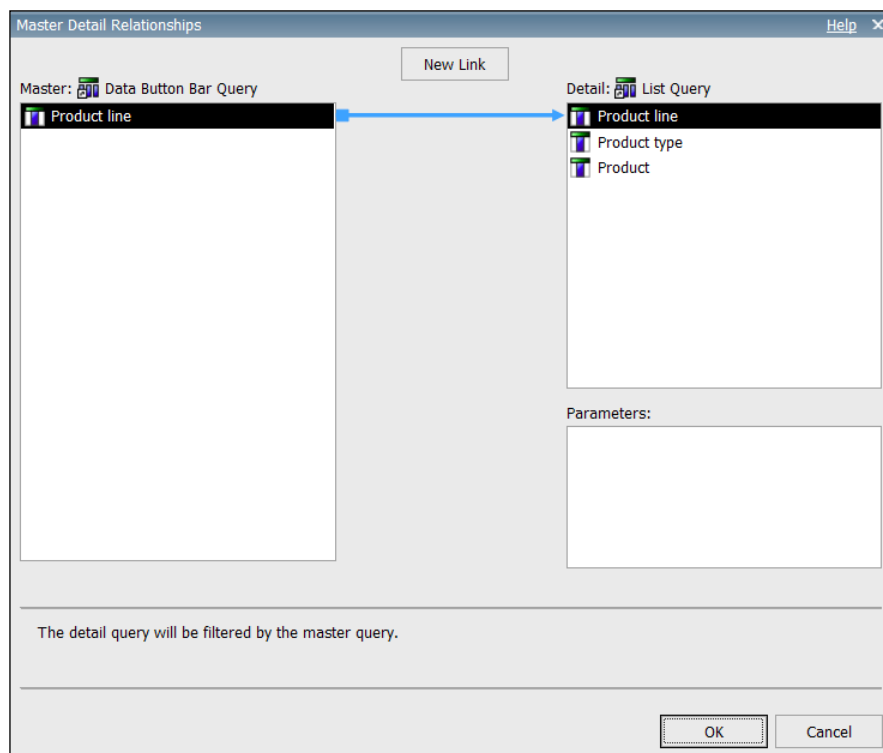 Master Detail Relationships
Help
New Link
Master: Data Button Bar Query
Detail: List Query
Product line
Product line
Product type
Product
Parameters:
The detail query will be filtered by the master query.
OK
Cancel